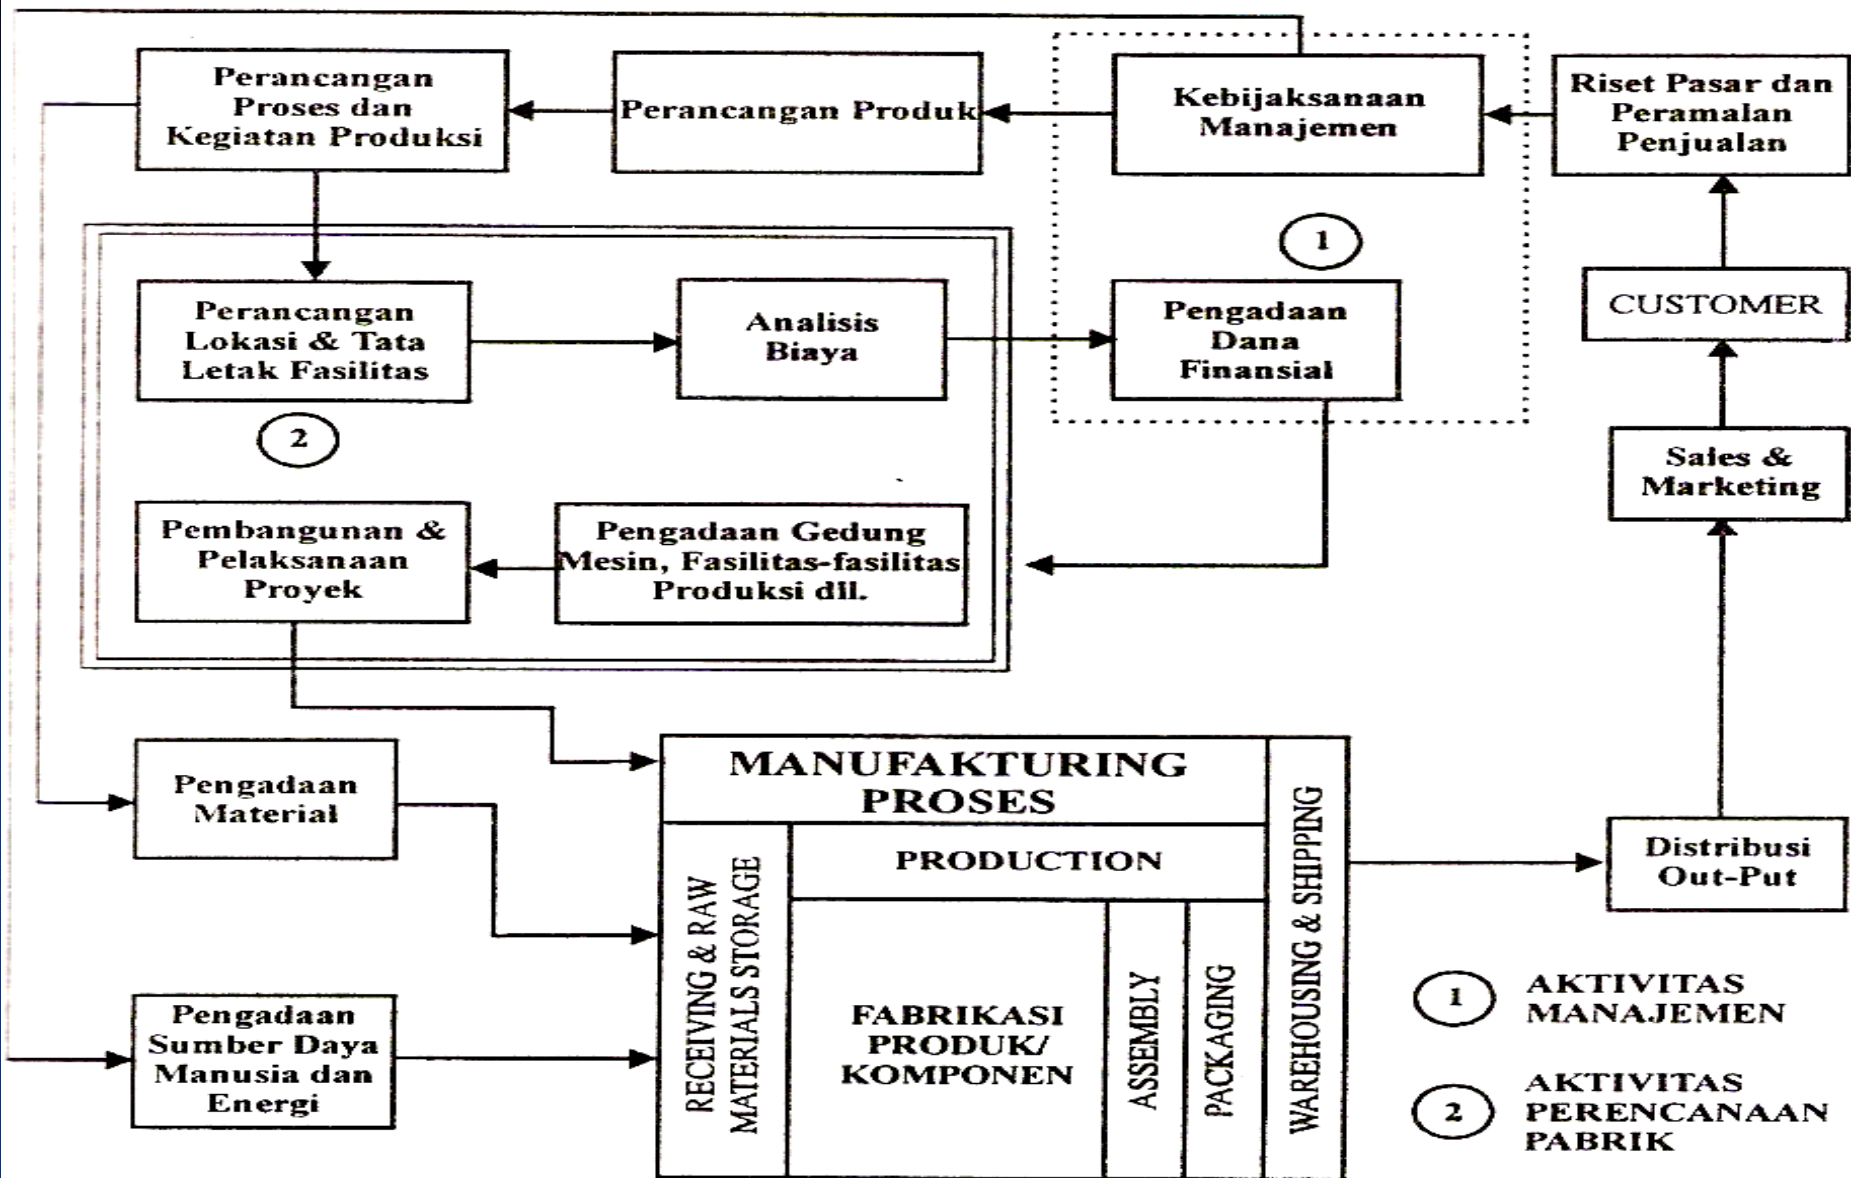 Perancangan
Proses dan
Kegiatan Produksi
Perancangan Produk
Kebijaksanaan
Manajemen
Riset Pasar dan
Peramalan
Penjualan
1
CUSTOMER
Perancangan
Lokasi & Tata
Letak Fasilitas
Analisis
Biaya
Pengadaan
Dana
Finansial
2
Sales &
Marketing
Pembangunan &
Pelaksanaan
Proyek
Pengadaan Gedung
Mesin, Fasilitas-fasilitas
Produksi dll.
Pengadaan
Material
MANUFAKTURING
PROSES
PRODUCTION
RECEIVING & RAW
MATERIALS STORAGE
FABRIKASI
PRODUK/
KOMPONEN
ASSEMBLY
PACKAGING
WAREHOUSING & SHIPPING
Distribusi
Out-Put
Pengadaan
Sumber Daya
Manusia dan
Energi
1 AKTIVITAS
MANAJEMEN
2 AKTIVITAS
PERENCANAAN
PABRIK